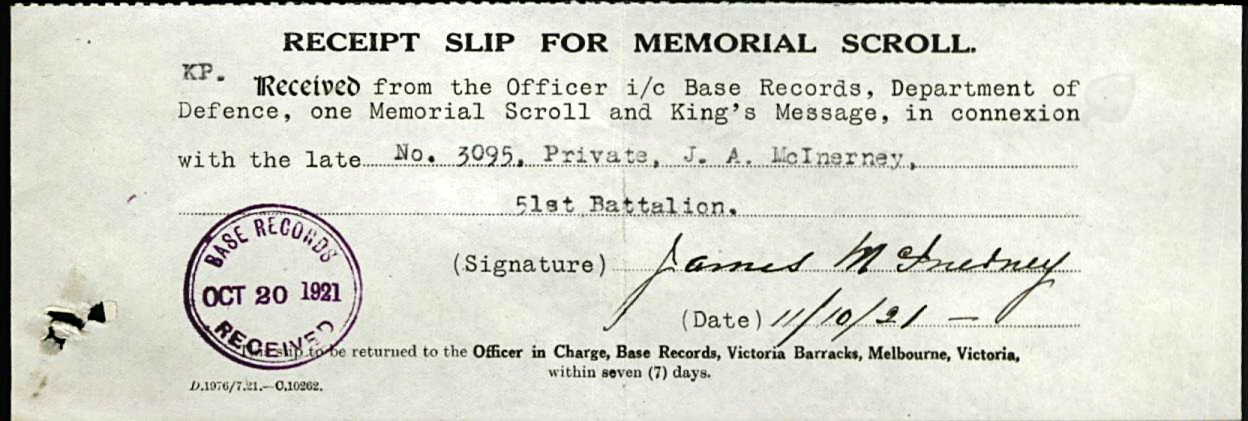 RECEIPT SLIP FOR MEMORIAL SCROLL.
KP.
Received from the Officer i/c Base Records, Department of
Defence, one Memorial Scroll and King's Message, in connexion
with the late No. 3095, Private, J. A. McInerney,
51st Battalion.
(Signature) James McInerney
(Date) 11/10/21 -
BASE RECORDS
OCT 20 1921
RECEIVED
This slip to be returned to the Officer in Charge, Base Records, Victoria Barracks, Melbourne, Victoria,
within seven (7) days.
D.1976/7.21.—C.10262.